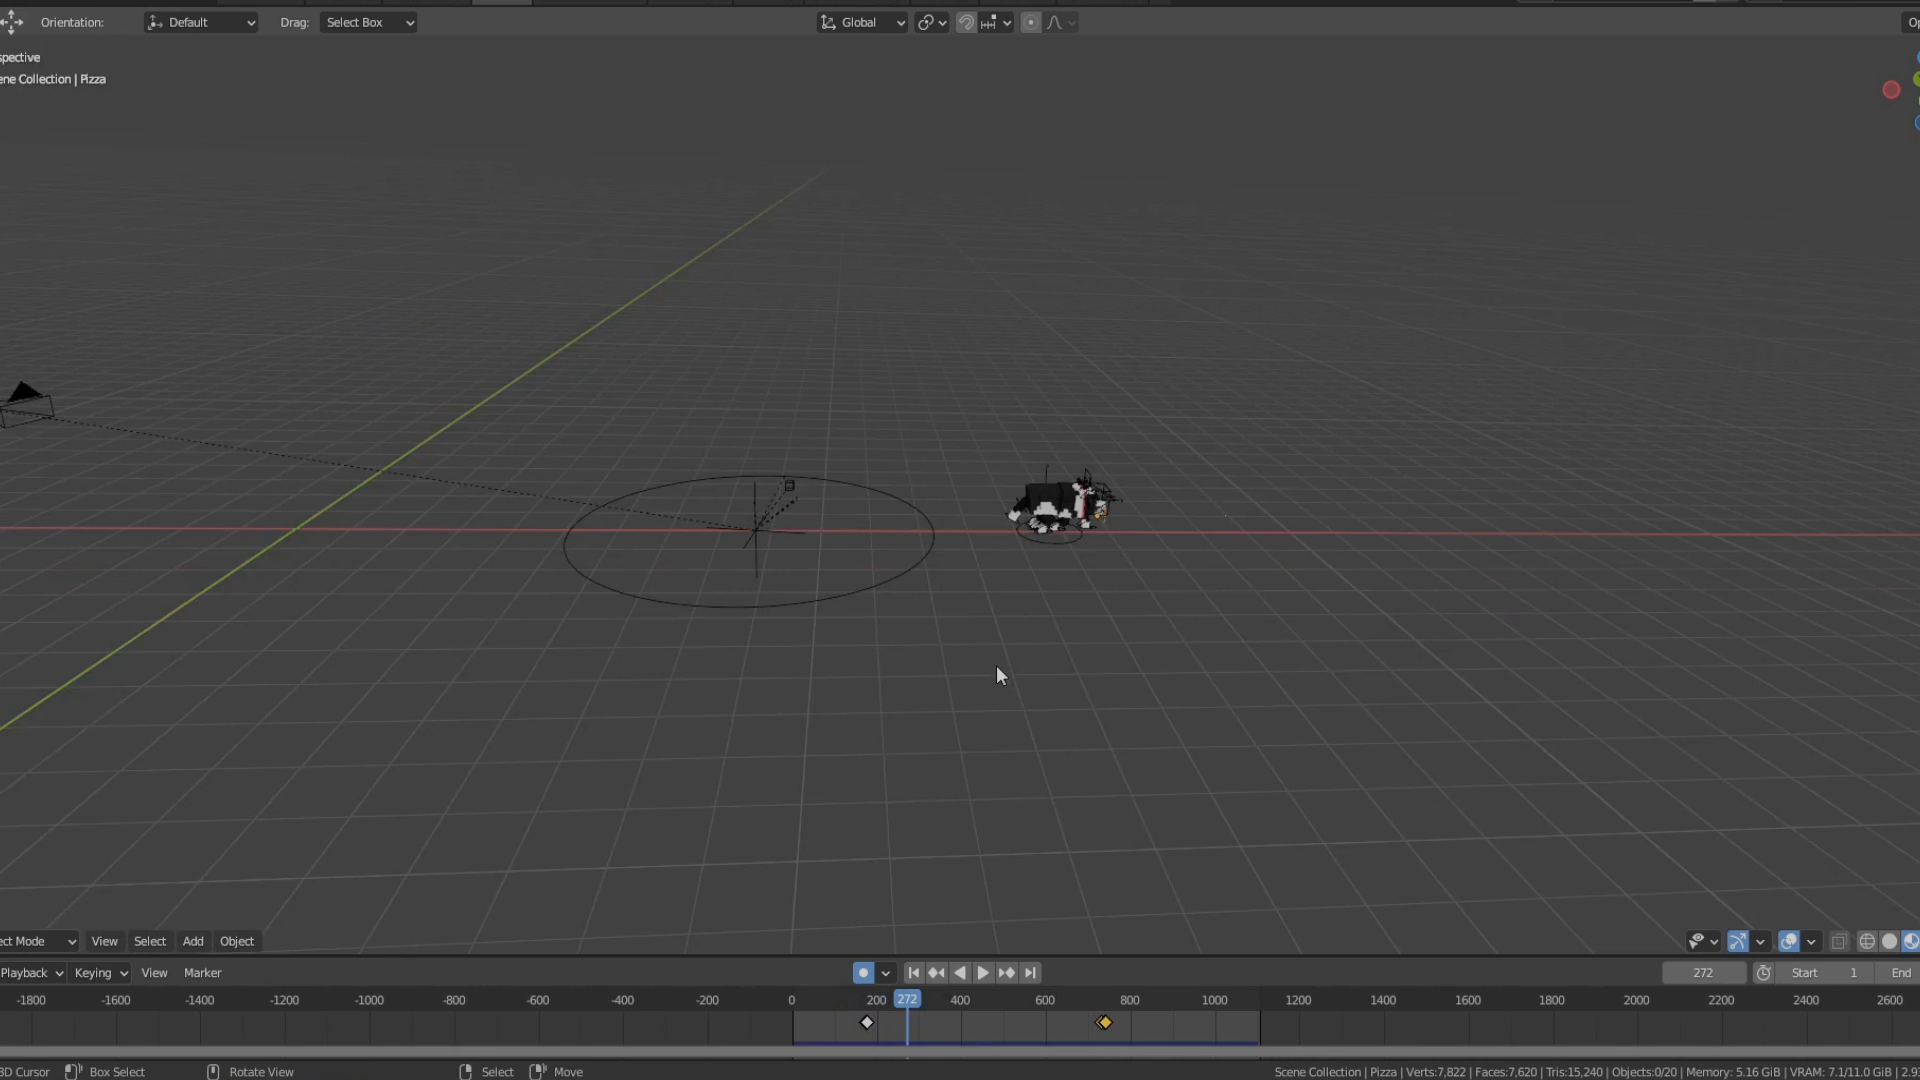 Orientation: Default Drag: Select Box Global Op
spective
ene Collection | Pizza
ect Mode View Select Add Object
Playback Keying View Marker 272 Start 1 End
-1800 -1600 -1400 -1200 -1000 -800 -600 -400 -200 0 200 272 400 600 800 1000 1200 1400 1600 1800 2000 2200 2400 2600
3D Cursor Box Select Rotate View Select Move Scene Collection | Pizza | Verts:7,822 | Faces:7,620 | Tris:15,240 | Objects:0/20 | Memory: 5.16 GiB | VRAM: 7.1/11.0 GiB | 2.9